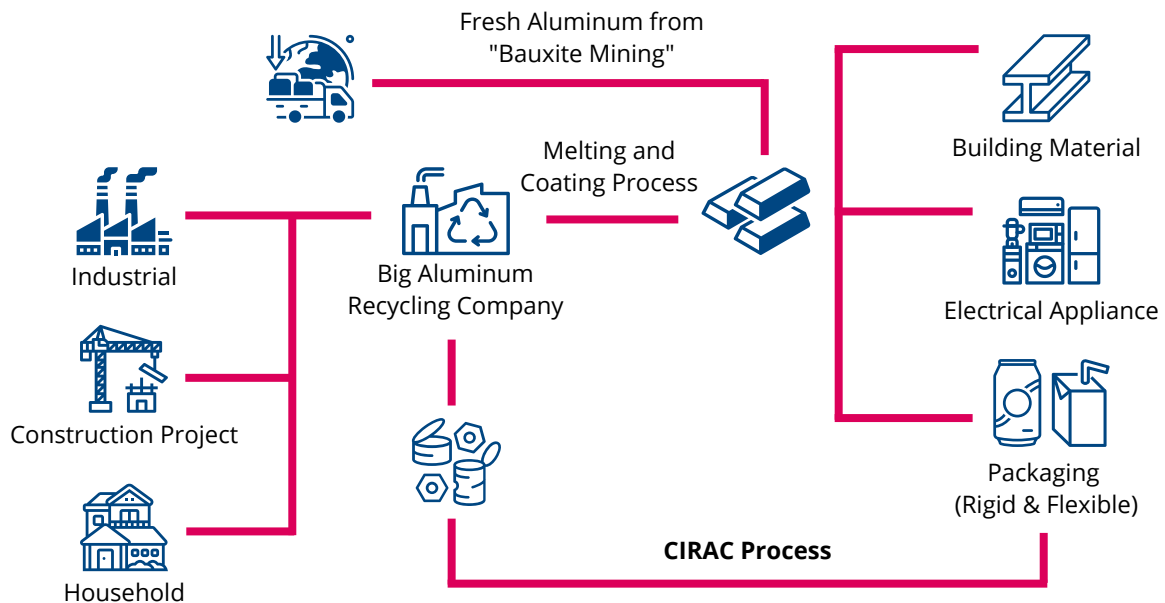 Fresh Aluminum from
"Bauxite Mining"
Building Material
Melting and
Coating Process
Industrial
Big Aluminum
Recycling Company
Electrical Appliance
Construction Project
Packaging
(Rigid & Flexible)
CIRAC Process
Household